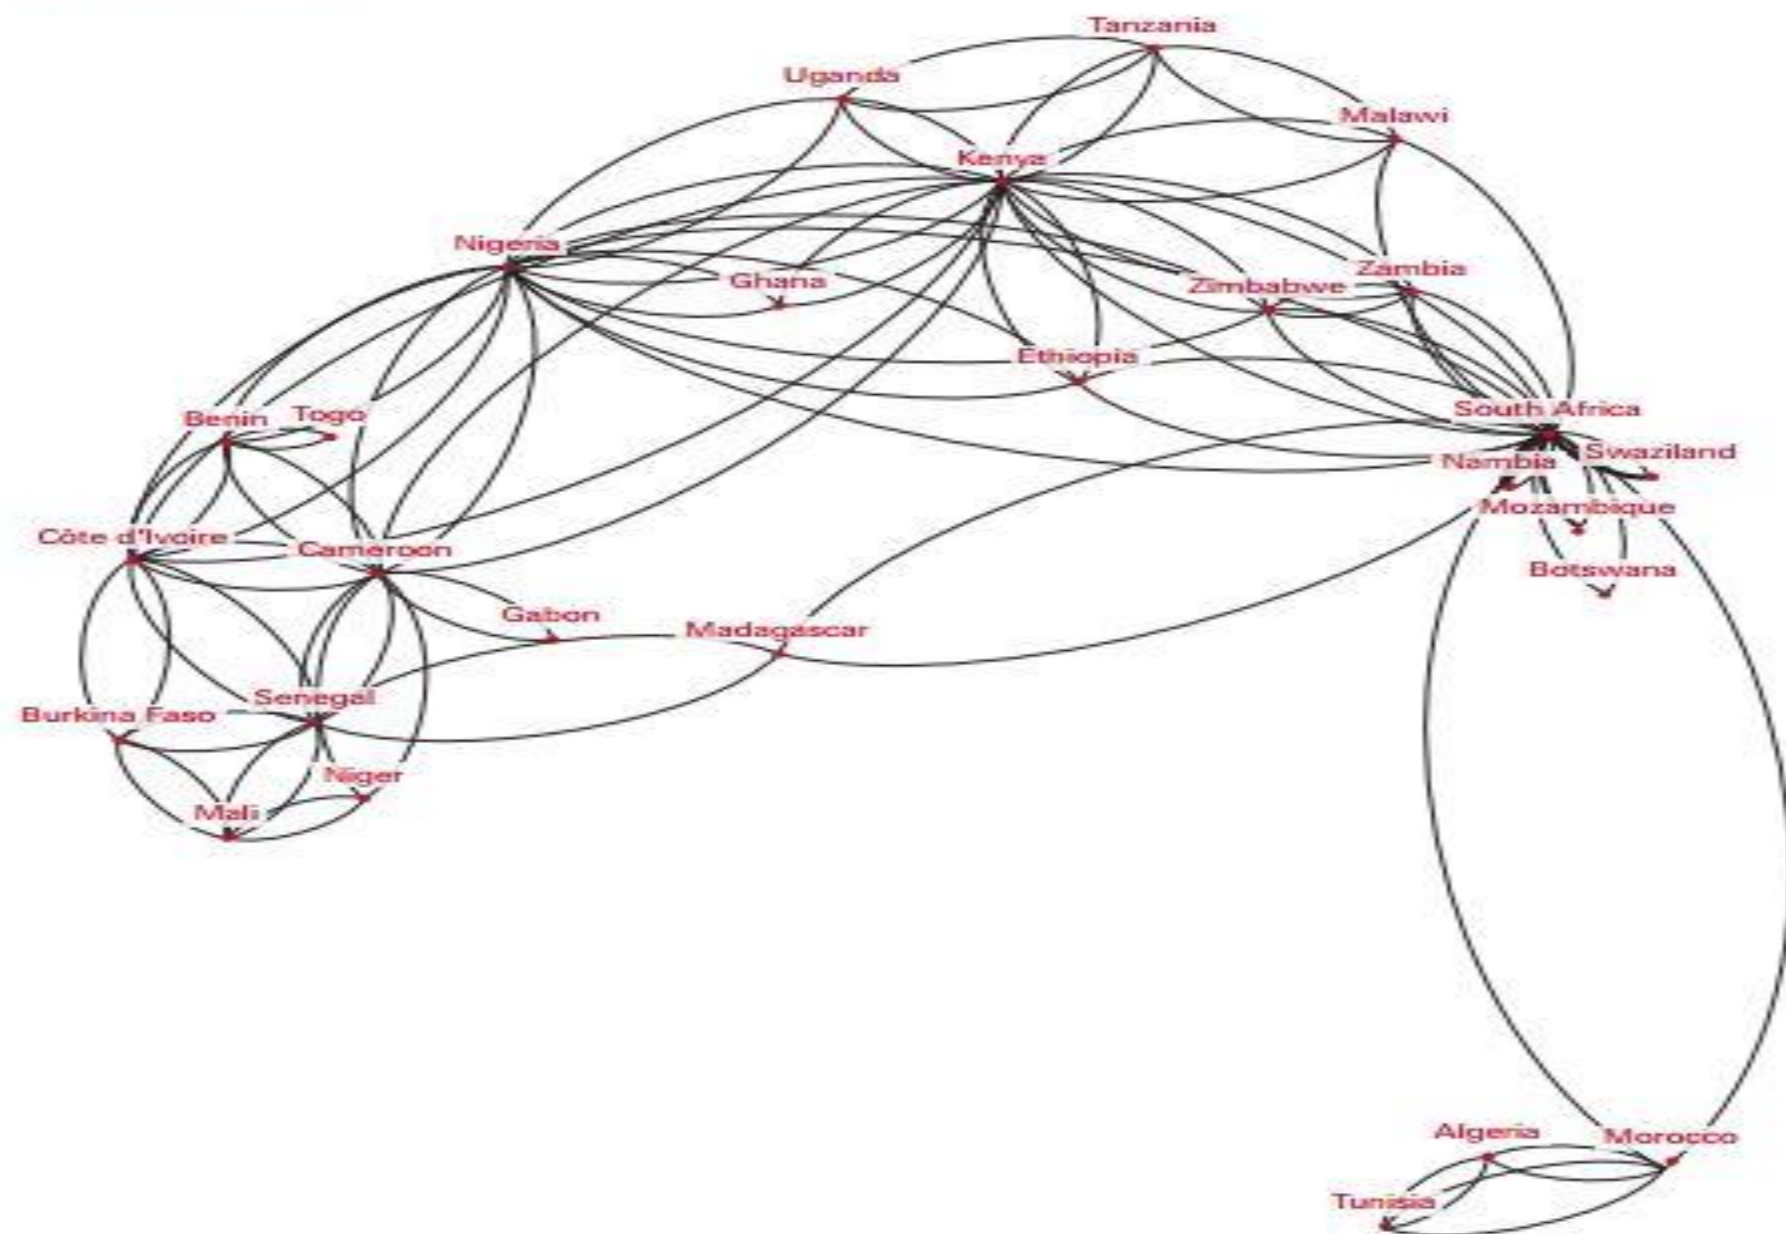 Tanzania
Uganda
Malawi
Kenya
Nigeria
Ghana
Zambia
Zimbabwe
Ethiopia
Benin
Togo
South Africa
Swaziland
Nambia
Mozambique
Côte d'Ivoire
Cameroon
Botswana
Gabon
Madagascar
Senegal
Burkina Faso
Niger
Mali
Algeria
Morocco
Tunisia